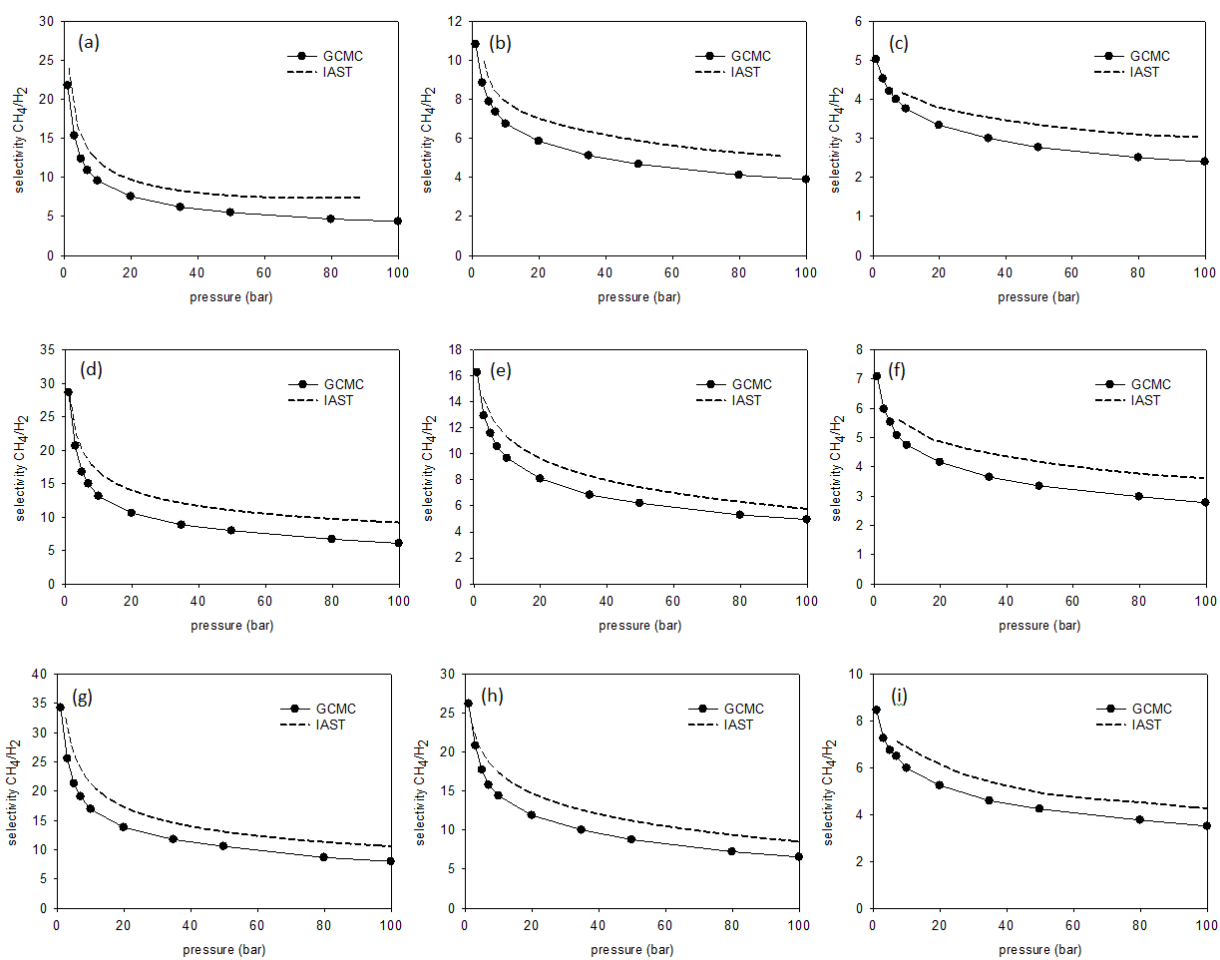 (a)
GCMC
IAST
selectivity CH4/H2
30
25
20
15
10
5
0
0 20 40 60 80 100
pressure (bar)
(b)
GCMC
IAST
selectivity CH4/H2
12
10
8
6
4
2
0
0 20 40 60 80 100
pressure (bar)
(c)
GCMC
IAST
selectivity CH4/H2
6
5
4
3
2
1
0
0 20 40 60 80 100
pressure (bar)
(d)
GCMC
IAST
selectivity CH4/H2
35
30
25
20
15
10
5
0
0 20 40 60 80 100
pressure (bar)
(e)
GCMC
IAST
selectivity CH4/H2
18
16
14
12
10
8
6
4
2
0
0 20 40 60 80 100
pressure (bar)
(f)
GCMC
IAST
selectivity CH4/H2
8
7
6
5
4
3
2
1
0
0 20 40 60 80 100
pressure (bar)
(g)
GCMC
IAST
selectivity CH4/H2
40
35
30
25
20
15
10
5
0
0 20 40 60 80 100
pressure (bar)
(h)
GCMC
IAST
selectivity CH4/H2
30
25
20
15
10
5
0
0 20 40 60 80 100
pressure (bar)
(i)
GCMC
IAST
selectivity CH4/H2
10
8
6
4
2
0
0 20 40 60 80 100
pressure (bar)